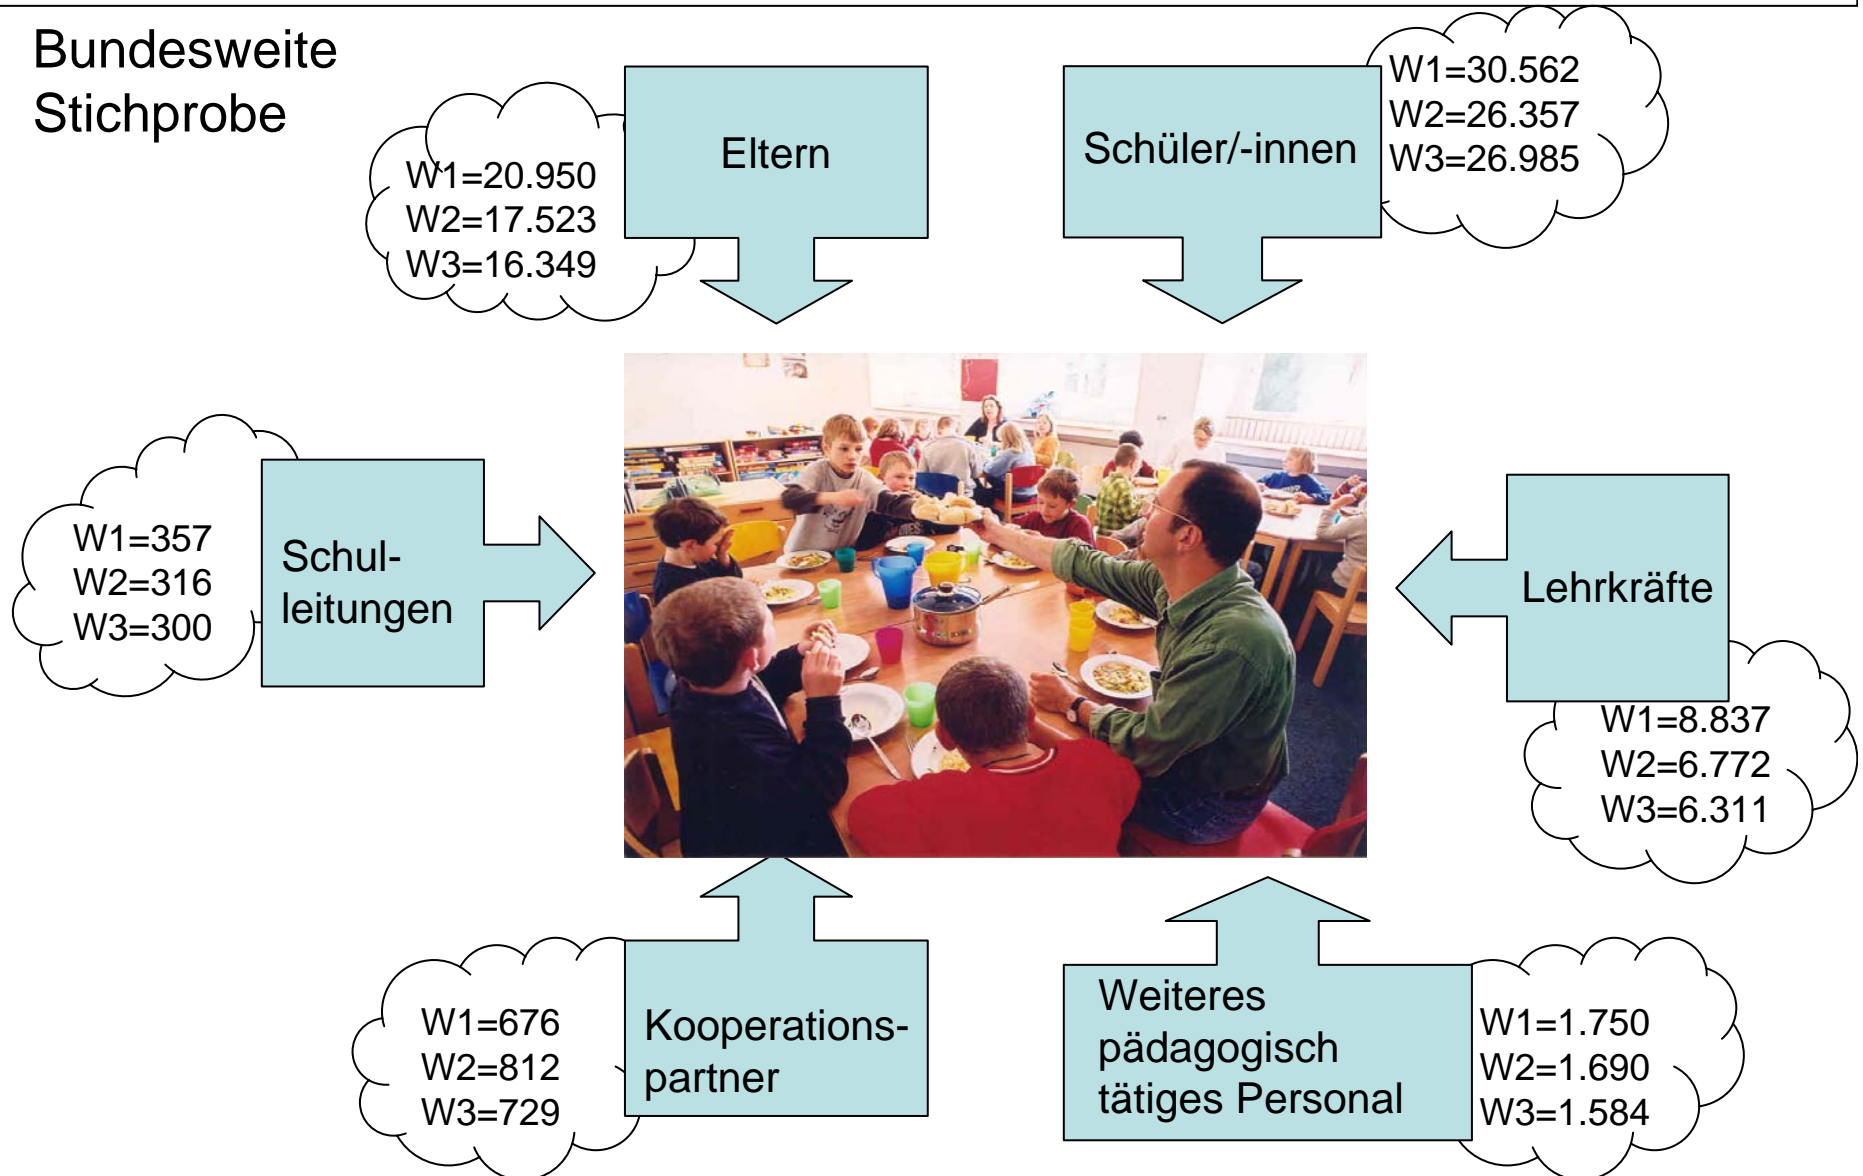 Bundesweite
Stichprobe
W1=20.950
W2=17.523
W3=16.349
Eltern
Schüler/-innen
W1=30.562
W2=26.357
W3=26.985
W1=357
W2=316
W3=300
Schul-
leitungen
Lehrkräfte
W1=8.837
W2=6.772
W3=6.311
W1=676
W2=812
W3=729
Kooperations-
partner
Weiteres
pädagogisch
tätiges Personal
W1=1.750
W2=1.690
W3=1.584